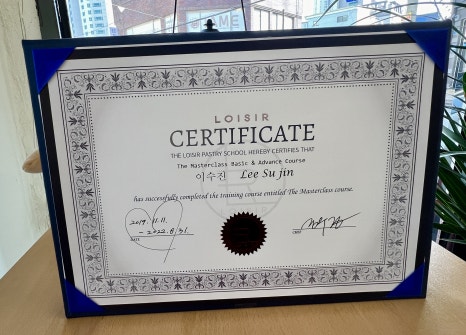 LOISIR
CERTIFICATE
THE LOISIR PASTRY SCHOOL HEREBY CERTIFIES THAT
The Masterclass Basic & Advance Course
이수진 Lee Su jin
has successfully completed the training course entitled The Masterclass course.
2019. 11. 11.
- 2022. 8. 31.
DATE